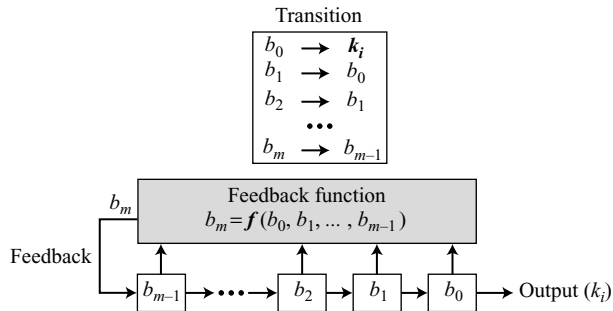 Transition
b₀ → kᵢ
b₁ → b₀
b₂ → b₁
•••
bₘ → bₘ₋₁
bₘ
Feedback function
bₘ = f(b₀, b₁, ... , bₘ₋₁)
Feedback
bₘ₋₁ → ••• → b₂ → b₁ → b₀ → Output (kᵢ)